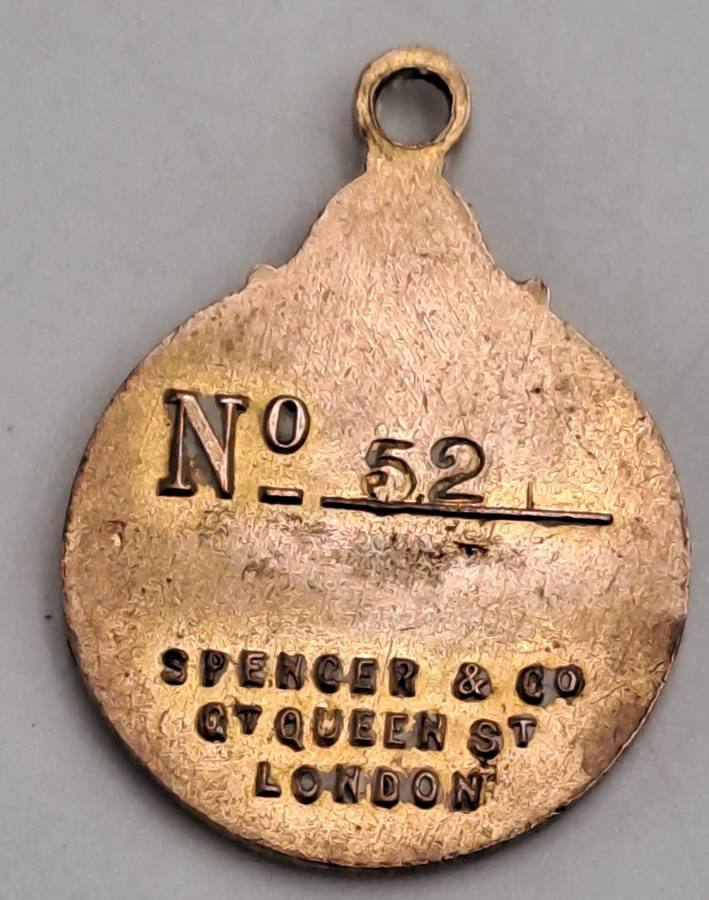 Nº 52
SPENCER & CO
GT QUEEN ST
LONDON